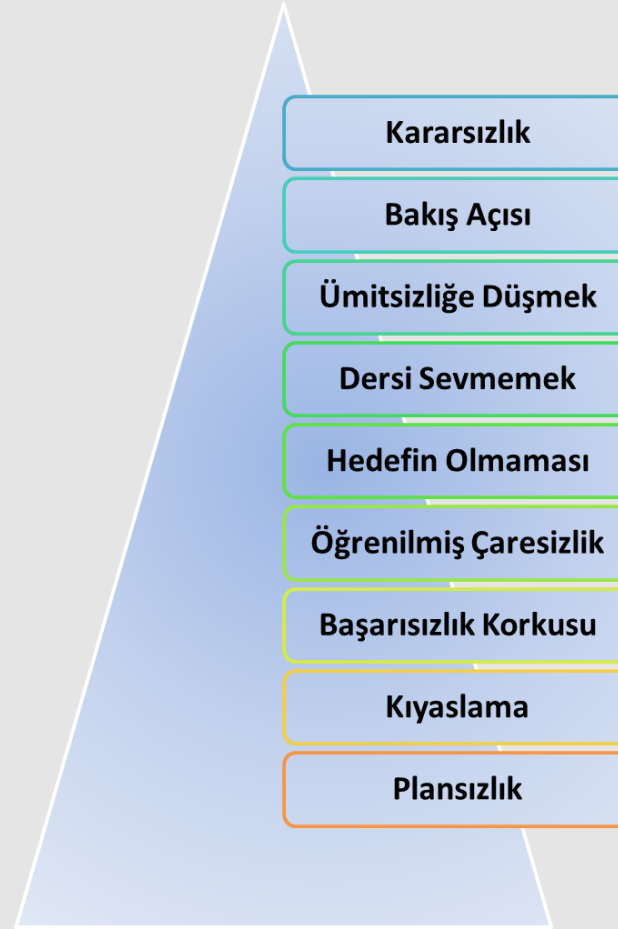 Kararsızlık
Bakış Açısı
Ümitsizliğe Düşmek
Dersi Sevmemek
Hedefin Olmaması
Öğrenilmiş Çaresizlik
Başarısızlık Korkusu
Kıyaslama
Plansızlık